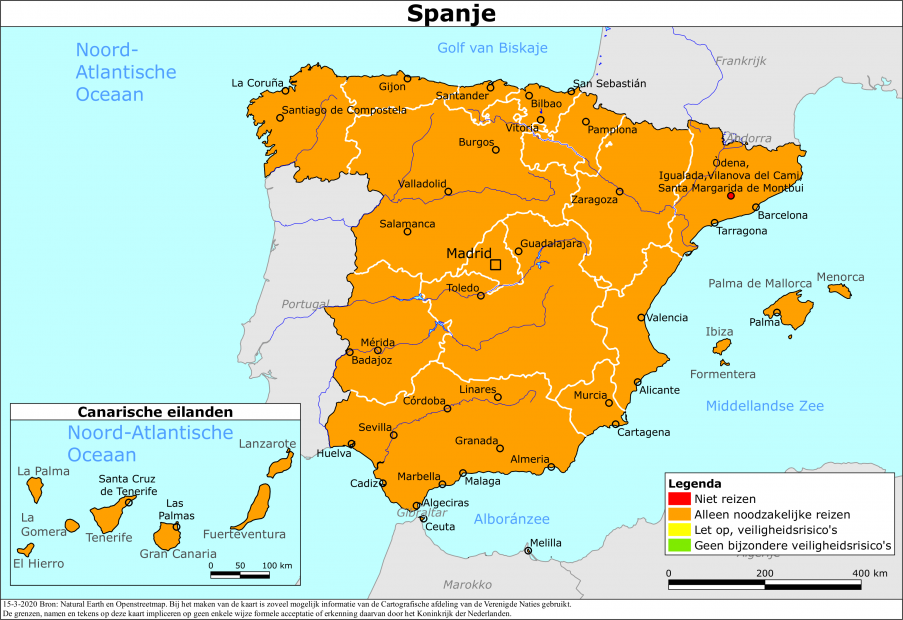 Spanje
Noord-
Atlantische
Oceaan
Golf van Biskaje
Frankrijk
La Coruña
Gijon
Santander
San Sebastián
Bilbao
Santiago de Compostela
Vitoria
Pamplona
Andorra
Burgos
Òdena,
Igualada,Vilanova del Cami,
Santa Margarida de Montbui
Valladolid
Zaragoza
Barcelona
Salamanca
Tarragona
Guadalajara
Madrid
Menorca
Palma de Mallorca
Toledo
Portugal
Valencia
Palma
Ibiza
Mérida
Badajoz
Formentera
Linares
Alicante
Murcia
Córdoba
Middellandse Zee
Sevilla
Cartagena
Granada
Huelva
Almeria
Marbella
Malaga
Cadiz
Algeciras
Gibraltar
Ceuta
Alboránzee
Melilla
Marokko
Algerije
Canarische eilanden
Noord-Atlantische
Oceaan
Lanzarote
La Palma
Santa Cruz
de Tenerife
Las
Palmas
La
Gomera
Tenerife
Fuerteventura
Gran Canaria
El Hierro
0 50 100 km
Legenda
Niet reizen
Alleen noodzakelijke reizen
Let op, veiligheidsrisico's
Geen bijzondere veiligheidsrisico's
0 200 400 km
15-3-2020 Bron: Natural Earth en Openstreetmap. Bij het maken van de kaart is zoveel mogelijk informatie van de Cartografische afdeling van de Verenigde Naties gebruikt.
De grenzen, namen en tekens op deze kaart impliceren op geen enkele wijze formele acceptatie of erkenning daarvan door het Koninkrijk der Nederlanden.